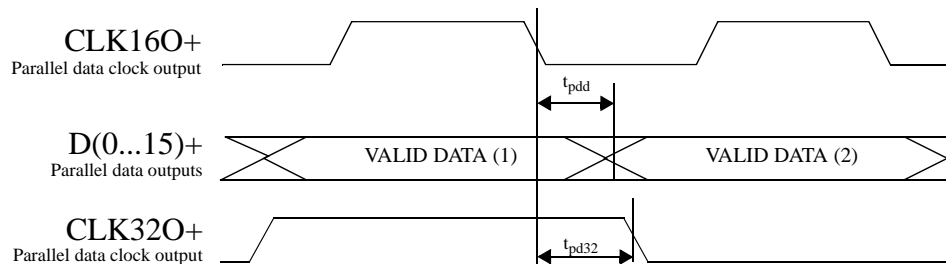 CLK16O+
Parallel data clock output
t_pdd
D(0...15)+
Parallel data outputs
VALID DATA (1)
VALID DATA (2)
CLK32O+
Parallel data clock output
t_pd32